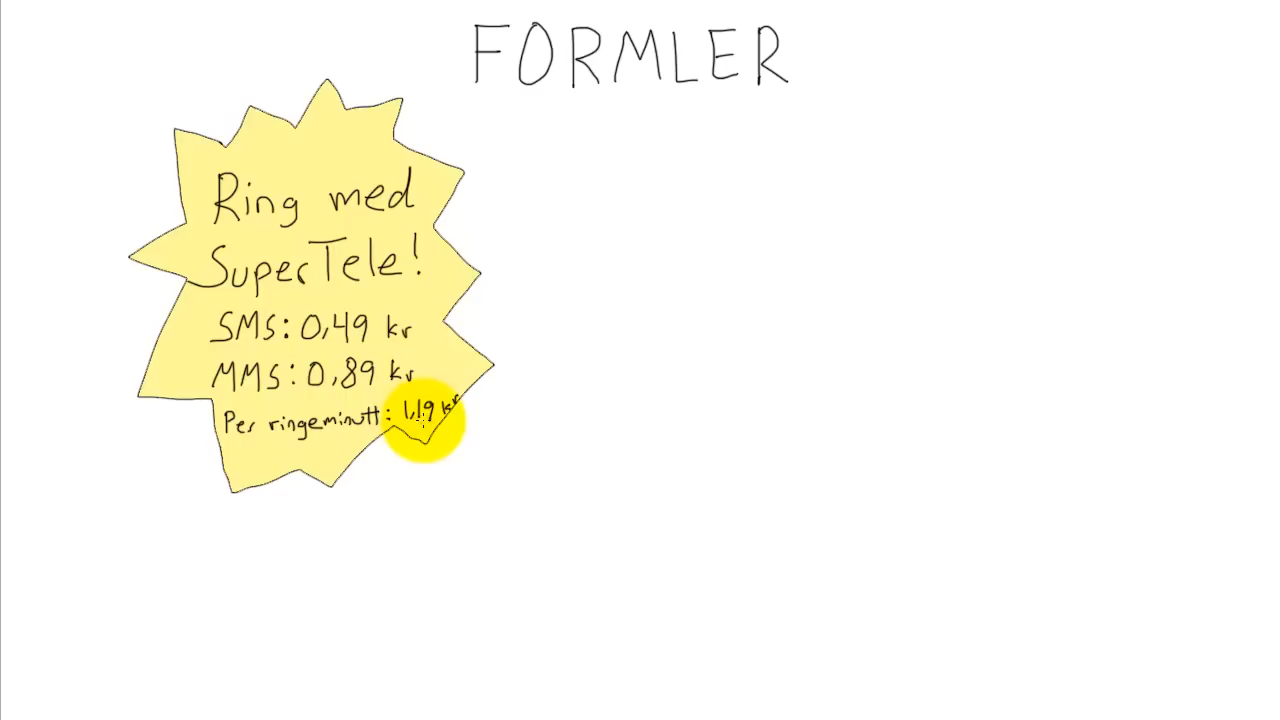 FORMLER
Ring med
SuperTele!
SMS: 0,49 kr
MMS: 0,89 kr
Per ringeminutt: 1,19 kr